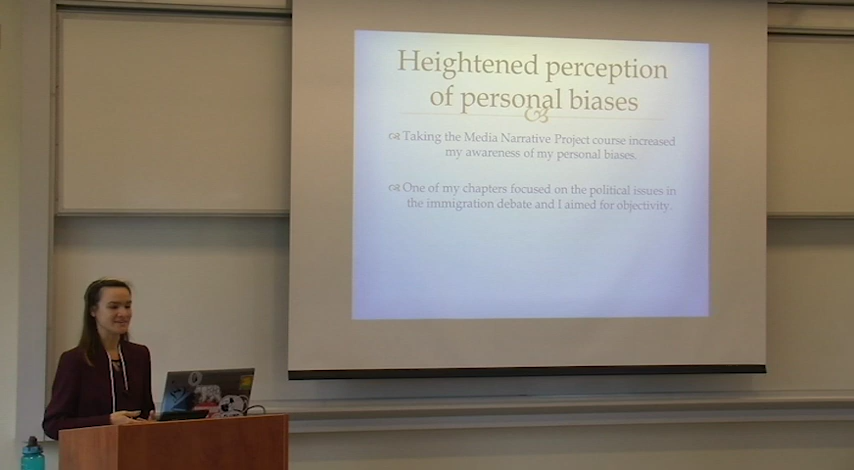 Heightened perception
of personal biases
Taking the Media Narrative Project course increased
my awareness of my personal biases.
One of my chapters focused on the political issues in
the immigration debate and I aimed for objectivity.